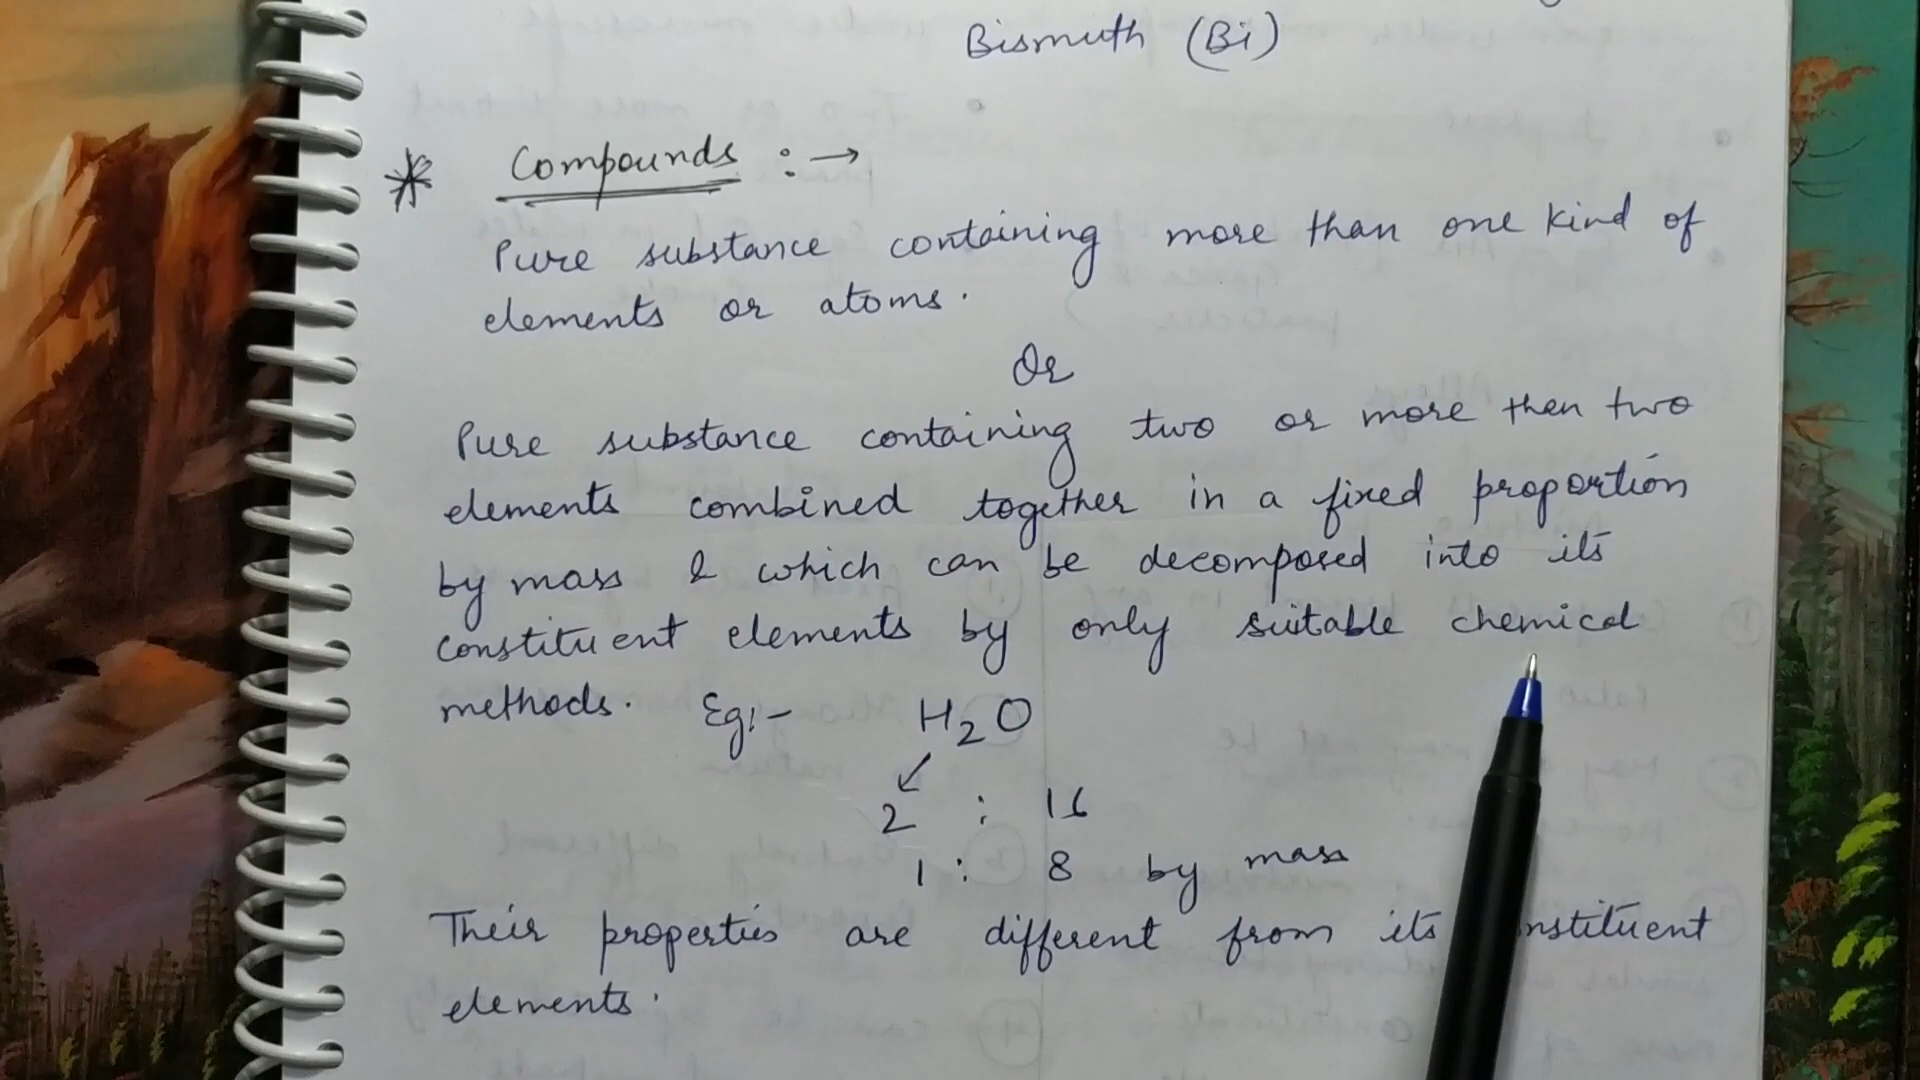 Bismuth (Bi)
* Compounds :→
Pure substance containing more than one kind of
elements or atoms.
Or
Pure substance containing two or more then two
elements combined together in a fixed proportion
by mass & which can be decomposed into its
constituent elements by only suitable chemical
methods. Eg:- H₂O
2 : 16
1 : 8 by mass
Their properties are different from its
elements.